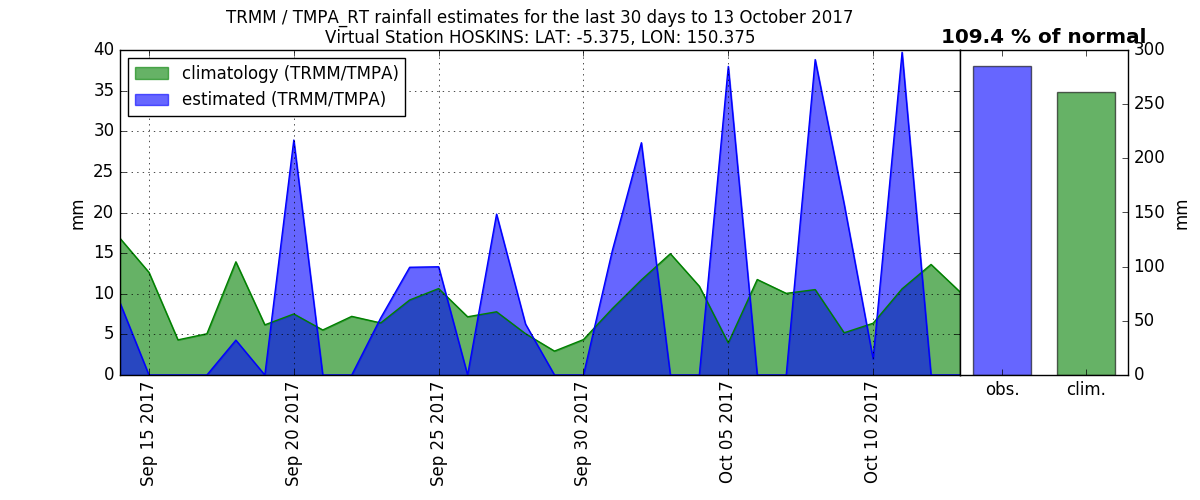 TRMM / TMPA_RT rainfall estimates for the last 30 days to 13 October 2017
Virtual Station HOSKINS: LAT: -5.375, LON: 150.375
109.4 % of normal
climatology (TRMM/TMPA)
estimated (TRMM/TMPA)
40
35
30
25
20
15
10
5
0
mm
Sep 15 2017
Sep 20 2017
Sep 25 2017
Sep 30 2017
Oct 05 2017
Oct 10 2017
obs.
clim.
300
250
200
150
100
50
0
mm